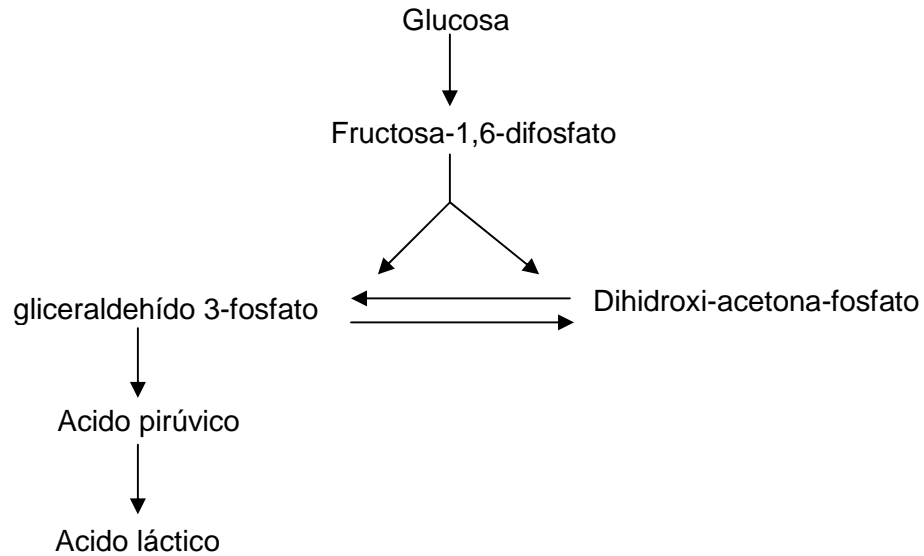 Glucosa
Fructosa-1,6-difosfato
gliceraldehído 3-fosfato
Dihidroxi-acetona-fosfato
Acido pirúvico
Acido láctico